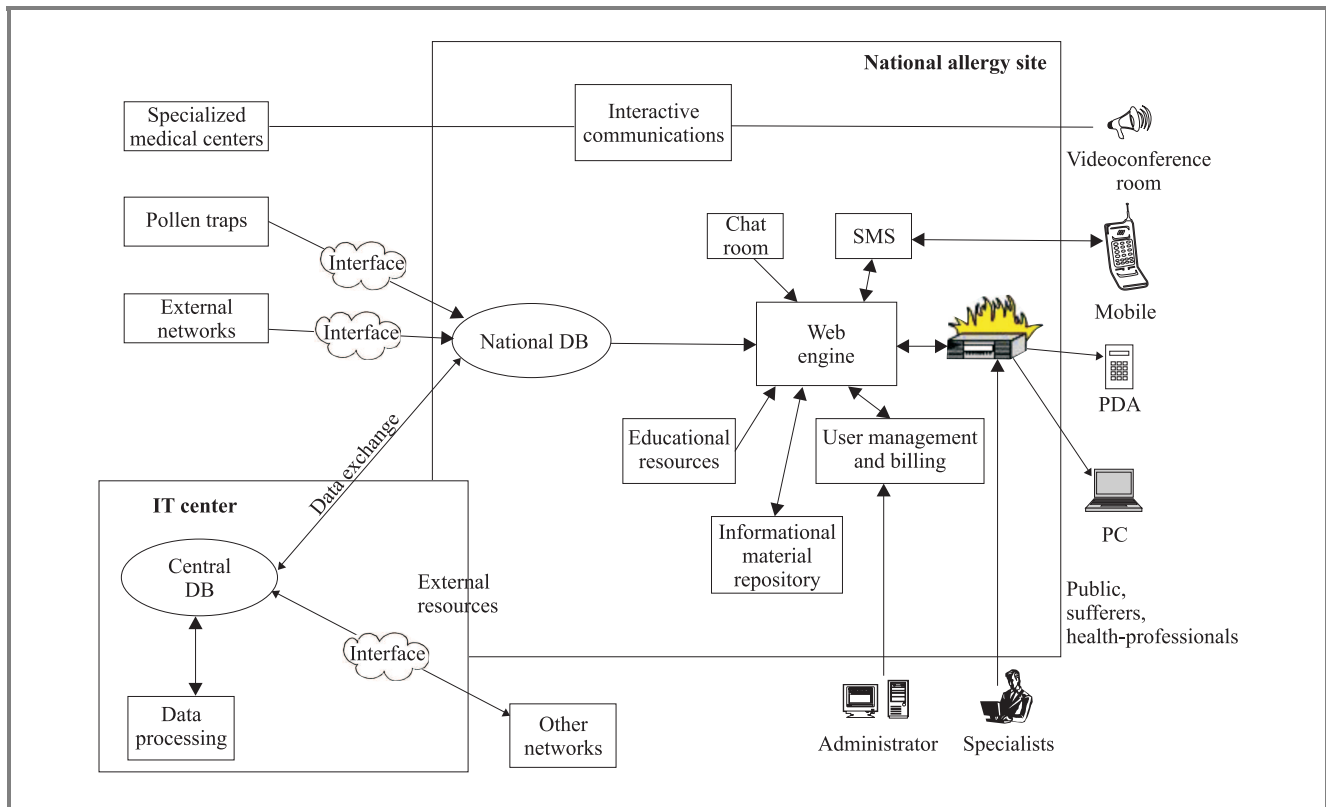 National allergy site
Specialized
medical centers
Interactive
communications
Videoconference
room
Pollen traps
Interface
Chat
room
SMS
Mobile
External
networks
Interface
National DB
Web
engine
PDA
Data exchange
Educational
resources
User management
and billing
PC
IT center
Informational
material
repository
Central
DB
External
resources
Public,
sufferers,
health-professionals
Interface
Data
processing
Other
networks
Administrator
Specialists